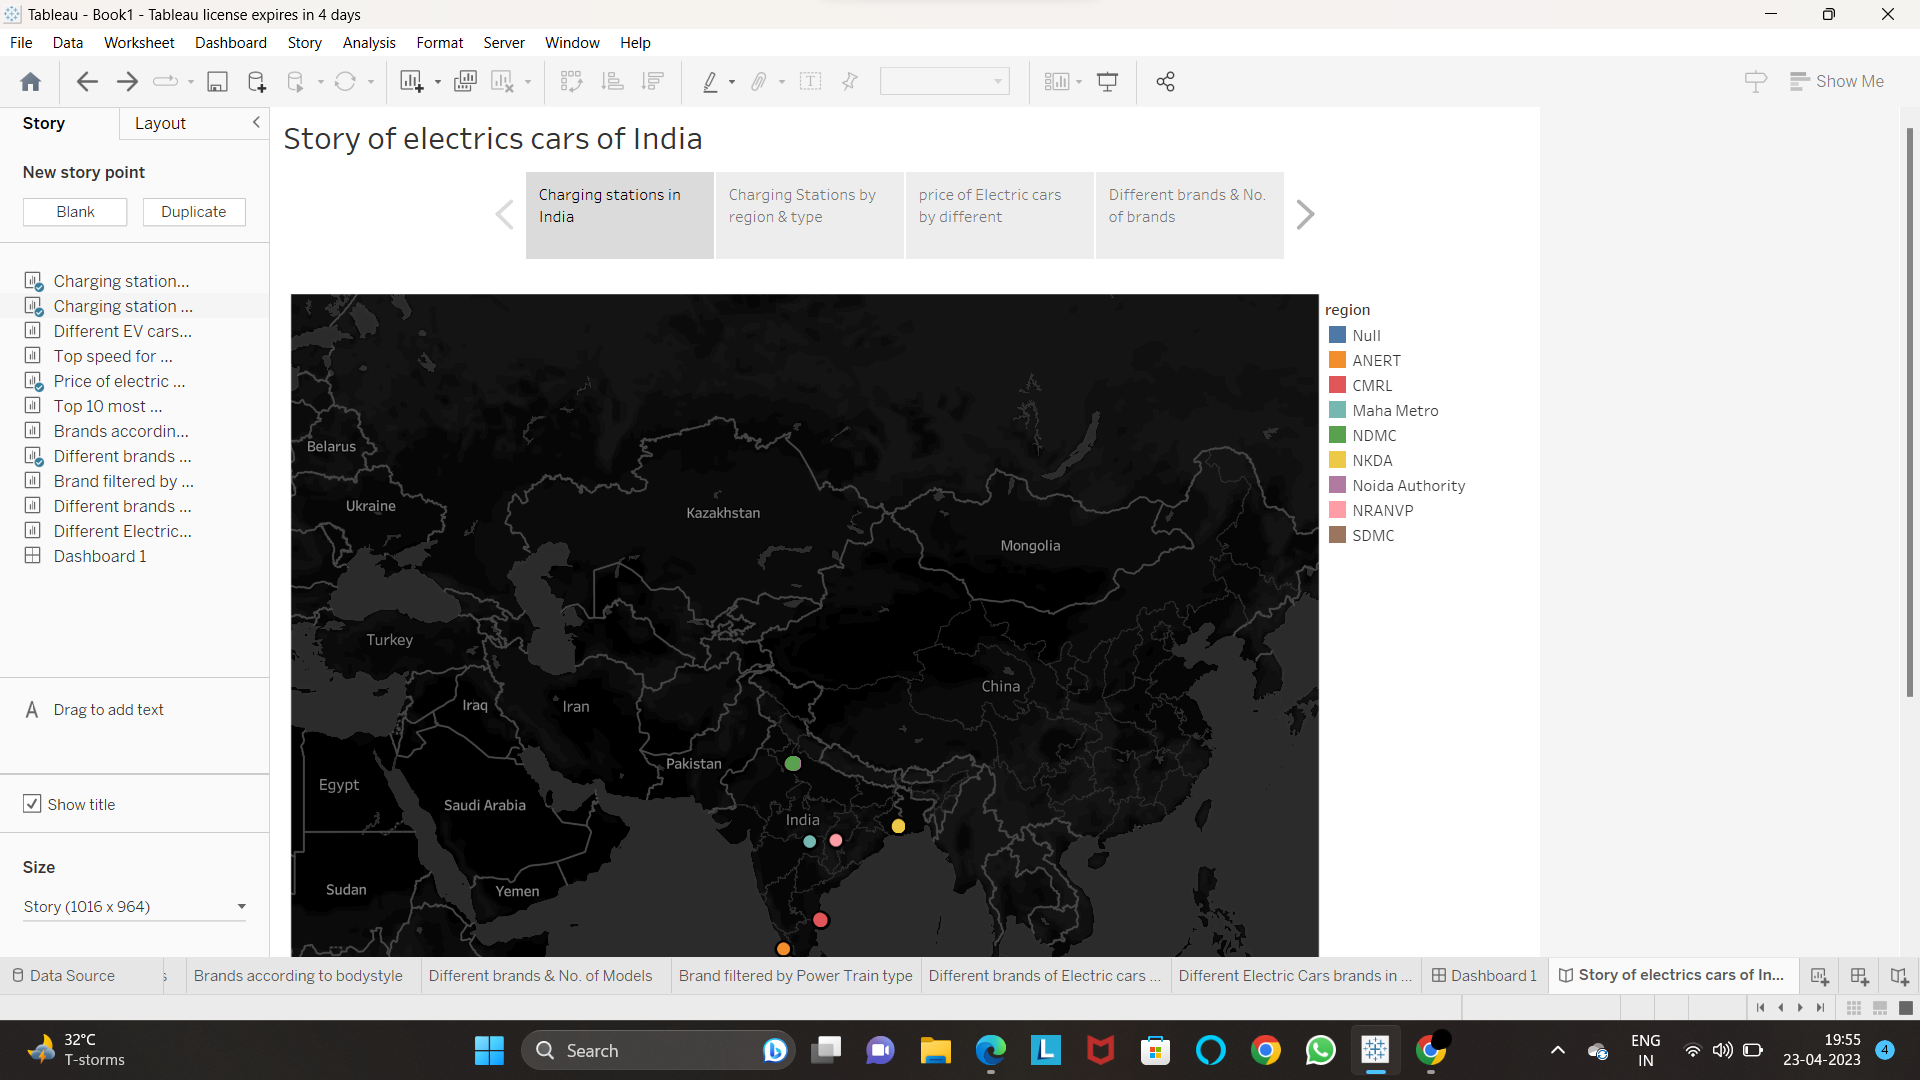 Tableau - Book1 - Tableau license expires in 4 days
File Data Worksheet Dashboard Story Analysis Format Server Window Help
Show Me
Story
Layout
New story point
Blank
Duplicate
Charging station...
Charging station ...
Different EV cars...
Top speed for ...
Price of electric ...
Top 10 most ...
Brands accordin...
Different brands ...
Brand filtered by ...
Different brands ...
Different Electric...
Dashboard 1
A Drag to add text
Show title
Size
Story (1016 x 964)
Story of electrics cars of India
Charging stations in
India
Charging Stations by
region & type
price of Electric cars
by different
Different brands & No.
of brands
Belarus
Ukraine
Kazakhstan
Mongolia
Turkey
Iraq
Iran
China
Pakistan
Egypt
Saudi Arabia
India
Sudan
Yemen
region
Null
ANERT
CMRL
Maha Metro
NDMC
NKDA
Noida Authority
NRANVP
SDMC
Data Source
s
Brands according to bodystyle
Different brands & No. of Models
Brand filtered by Power Train type
Different brands of Electric cars ...
Different Electric Cars brands in ...
Dashboard 1
Story of electrics cars of In...
32°C
T-storms
Search
L
ENG
IN
19:55
23-04-2023
4